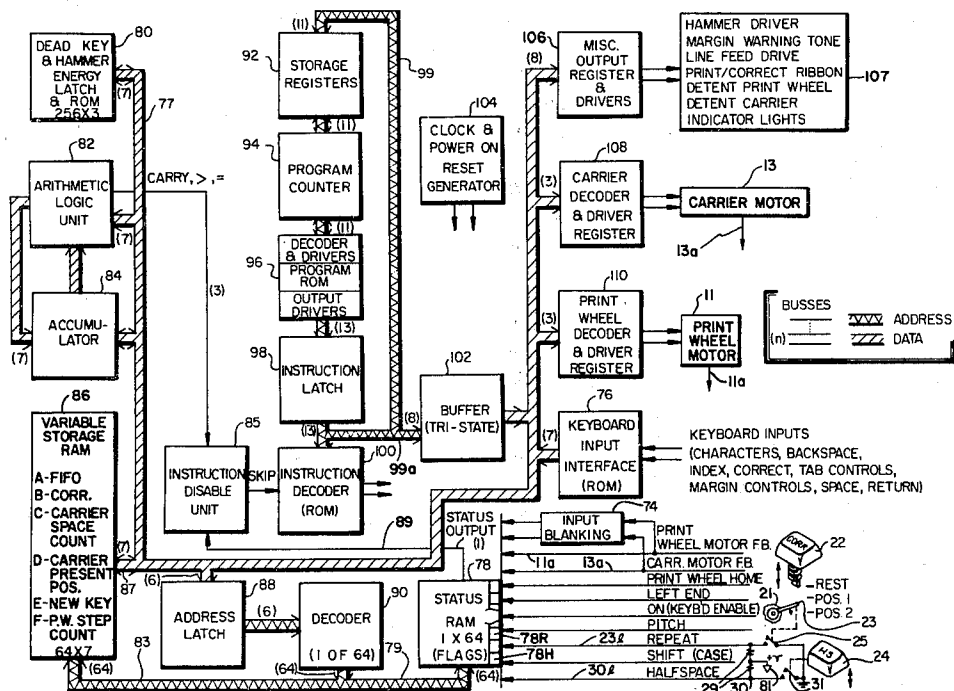 80
DEAD KEY
& HAMMER
ENERGY
LATCH
& ROM
256X3
(7)
77
82
ARITHMETIC
LOGIC
UNIT
CARRY, >, =
(7)
(7)
84
ACCUMU-
LATOR
(7)
(3)
86
VARIABLE
STORAGE
RAM
A-FIFO
B-CORR.
C-CARRIER
SPACE
COUNT
D-CARRIER
PRESENT
POS.
E-NEW KEY
F-P.W. STEP
COUNT
64X7
(64)
(7)
87
(6)
83
85
INSTRUCTION
DISABLE
UNIT
SKIP
89
88
ADDRESS
LATCH
(6)
90
DECODER
(1 OF 64)
(64)
79
(11)
92
STORAGE
REGISTERS
99
(11)
94
PROGRAM
COUNTER
(11)
96
DECODER
& DRIVERS
PROGRAM
ROM
OUTPUT
DRIVERS
(13)
98
INSTRUCTION
LATCH
(13)
(8)
100
INSTRUCTION
DECODER
(ROM)
99a
104
CLOCK &
POWER ON
RESET
GENERATOR
102
BUFFER
(TRI-STATE)
106
(8)
MISC.
OUTPUT
REGISTER
& DRIVERS
HAMMER DRIVER
MARGIN WARNING TONE
LINE FEED DRIVE
PRINT/CORRECT RIBBON
DETENT PRINT WHEEL
DETENT CARRIER
INDICATOR LIGHTS
107
108
(3)
CARRIER
DECODER
& DRIVER
REGISTER
13
CARRIER MOTOR
13a
110
(3)
PRINT
WHEEL
DECODER
& DRIVER
REGISTER
11
PRINT
WHEEL
MOTOR
11a
BUSSES
(n)
ADDRESS
DATA
76
(7)
KEYBOARD
INPUT
INTERFACE
(ROM)
KEYBOARD INPUTS
(CHARACTERS, BACKSPACE,
INDEX, CORRECT, TAB CONTROLS,
MARGIN CONTROLS, SPACE, RETURN)
STATUS
OUTPUT
(1)
78
74
INPUT
BLANKING
STATUS
RAM
1 X 64
(FLAGS)
78R
78H
(64)
PRINT
WHEEL MOTOR F.B.
11a
13a
CARR. MOTOR F.B.
PRINT WHEEL HOME
LEFT END
ON (KEYB'D ENABLE)
PITCH
23ℓ
REPEAT
SHIFT (CASE)
30ℓ
HALFSPACE
CORR
22
21
REST
POS. 1
POS. 2
23
25
HS
24
29
30
81
31